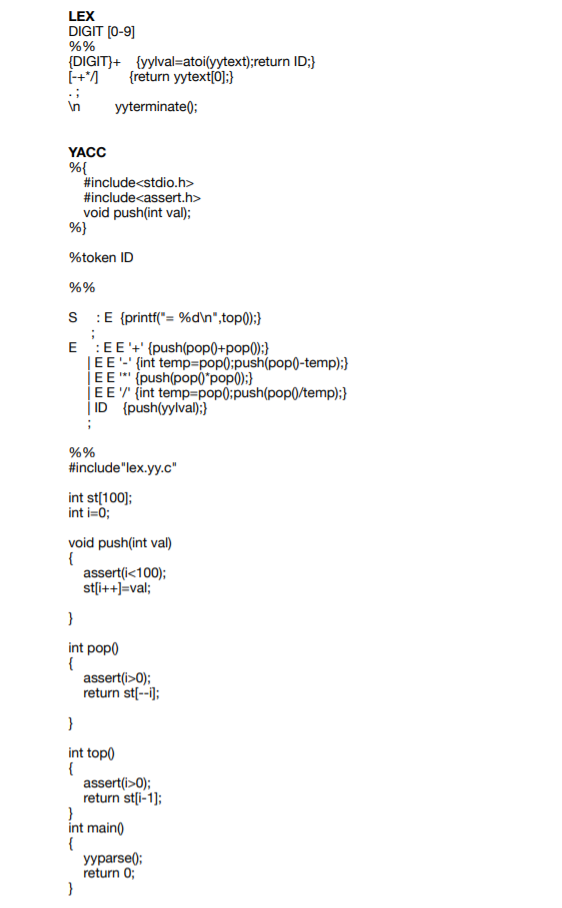 LEX
DIGIT [0-9]
%%
{DIGIT}+ {yylval=atoi(yytext);return ID;}
[-+*/] {return yytext[0];}
. ;
\n yyterminate();
YACC
%{
#include<stdio.h>
#include<assert.h>
void push(int val);
%}
%token ID
%%
S : E {printf("= %d\n",top());}
;
E : E E '+' {push(pop()+pop());}
| E E '-' {int temp=pop();push(pop()-temp);}
| E E '*' {push(pop()*pop());}
| E E '/' {int temp=pop();push(pop()/temp);}
| ID {push(yylval);}
;
%%
#include"lex.yy.c"
int st[100];
int i=0;
void push(int val)
{
assert(i<100);
st[i++]=val;
}
int pop()
{
assert(i>0);
return st[--i];
}
int top()
{
assert(i>0);
return st[i-1];
}
int main()
{
yyparse();
return 0;
}